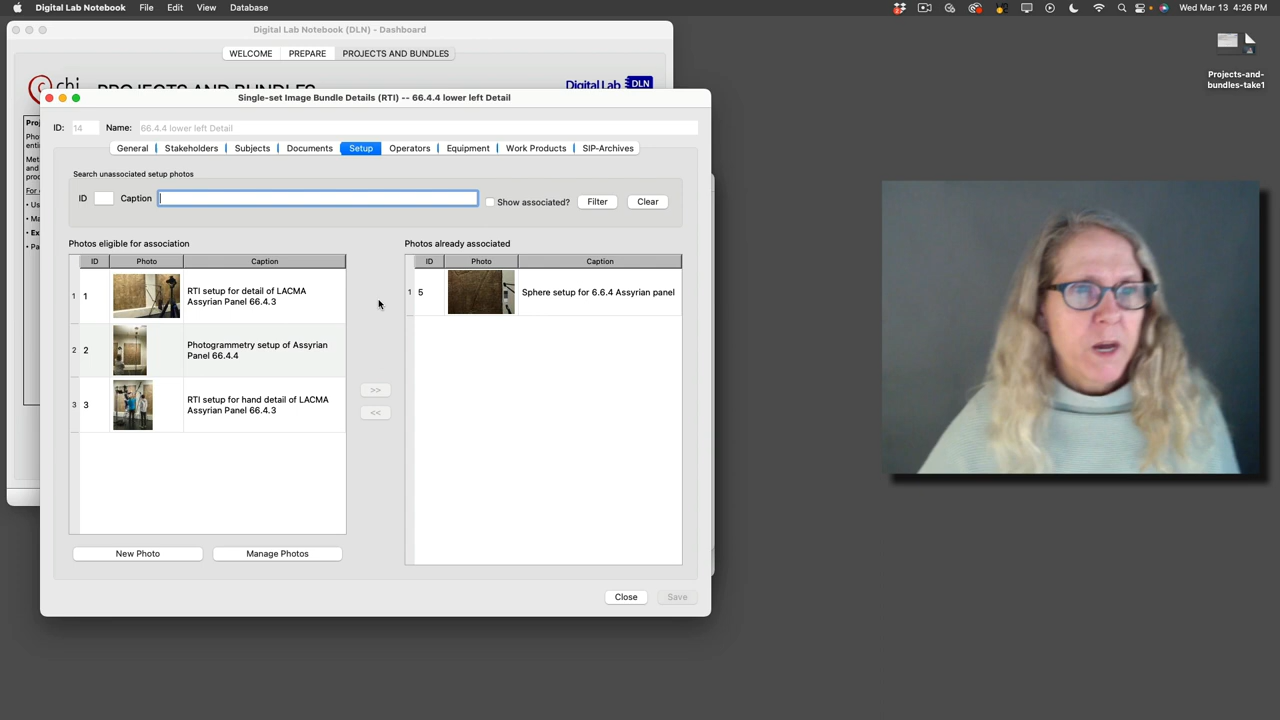 Digital Lab Notebook File Edit View Database
Wed Mar 13 4:26 PM
Digital Lab Notebook (DLN) - Dashboard
WELCOME PREPARE PROJECTS AND BUNDLES
chi PROJECTS AND BUNDLES Digital Lab DLN
Single-set Image Bundle Details (RTI) -- 66.4.4 lower left Detail
ID: 14 Name: 66.4.4 lower left Detail
General Stakeholders Subjects Documents Setup Operators Equipment Work Products SIP-Archives
Search unassociated setup photos
ID Caption Show associated? Filter Clear
Photos eligible for association
ID Photo Caption
1 1 RTI setup for detail of LACMA
Assyrian Panel 66.4.3
2 2 Photogrammetry setup of Assyrian
Panel 66.4.4
3 3 RTI setup for hand detail of LACMA
Assyrian Panel 66.4.3
>>
<<
New Photo Manage Photos
Photos already associated
ID Photo Caption
1 5 Sphere setup for 6.6.4 Assyrian panel
Close Save
Projects-and-
bundles-take1